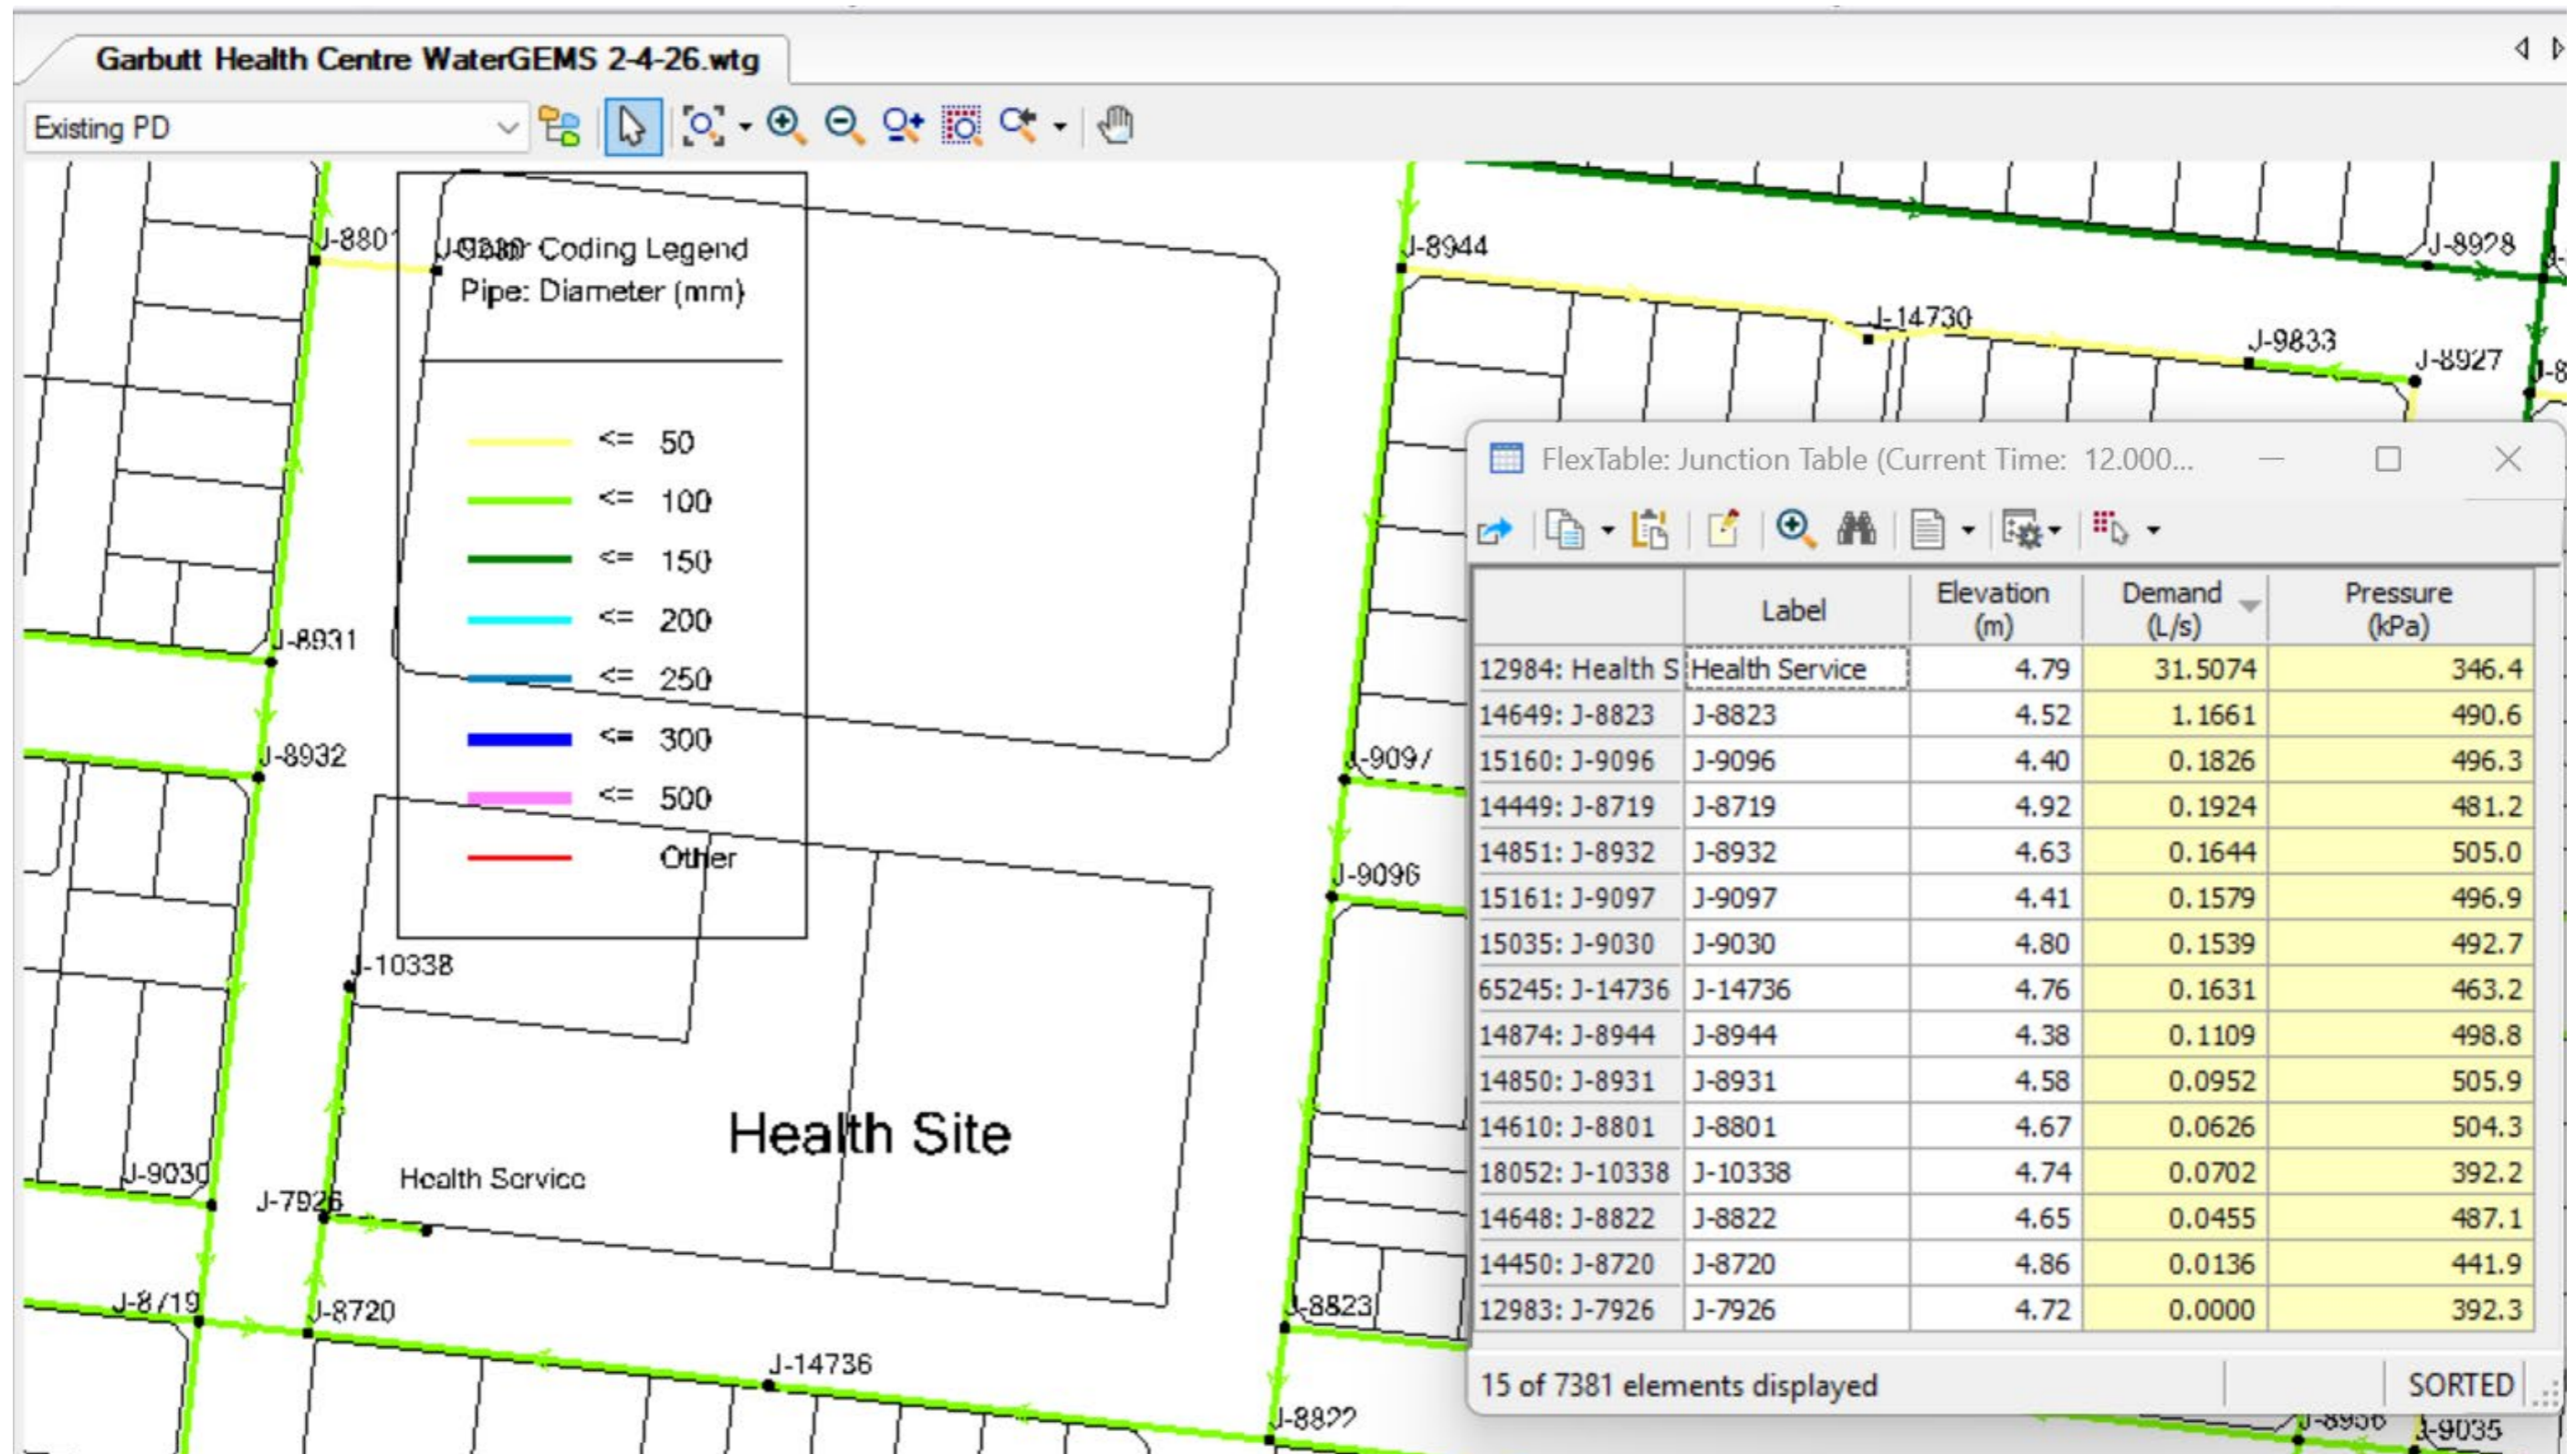 Garbutt Health Centre WaterGEMS 2-4-26.wtg
Existing PD
J-8801
Color Coding Legend
Pipe: Diameter (mm)
<= 50
<= 100
<= 150
<= 200
<= 250
<= 300
<= 500
Other
J-8944
J-8928
J-14730
J-9833
J-8927
J-8931
J-8932
J-9097
J-9096
J-10338
Health Site
Health Service
J-9030
J-7926
J-8719
J-8720
J-14736
J-8823
J-8822
J-8956
J-9035
FlexTable: Junction Table (Current Time: 12.000...
Label Elevation (m) Demand (L/s) Pressure (kPa)
12984: Health S Health Service 4.79 31.5074 346.4
14649: J-8823 J-8823 4.52 1.1661 490.6
15160: J-9096 J-9096 4.40 0.1826 496.3
14449: J-8719 J-8719 4.92 0.1924 481.2
14851: J-8932 J-8932 4.63 0.1644 505.0
15161: J-9097 J-9097 4.41 0.1579 496.9
15035: J-9030 J-9030 4.80 0.1539 492.7
65245: J-14736 J-14736 4.76 0.1631 463.2
14874: J-8944 J-8944 4.38 0.1109 498.8
14850: J-8931 J-8931 4.58 0.0952 505.9
14610: J-8801 J-8801 4.67 0.0626 504.3
18052: J-10338 J-10338 4.74 0.0702 392.2
14648: J-8822 J-8822 4.65 0.0455 487.1
14450: J-8720 J-8720 4.86 0.0136 441.9
12983: J-7926 J-7926 4.72 0.0000 392.3
15 of 7381 elements displayed
SORTED